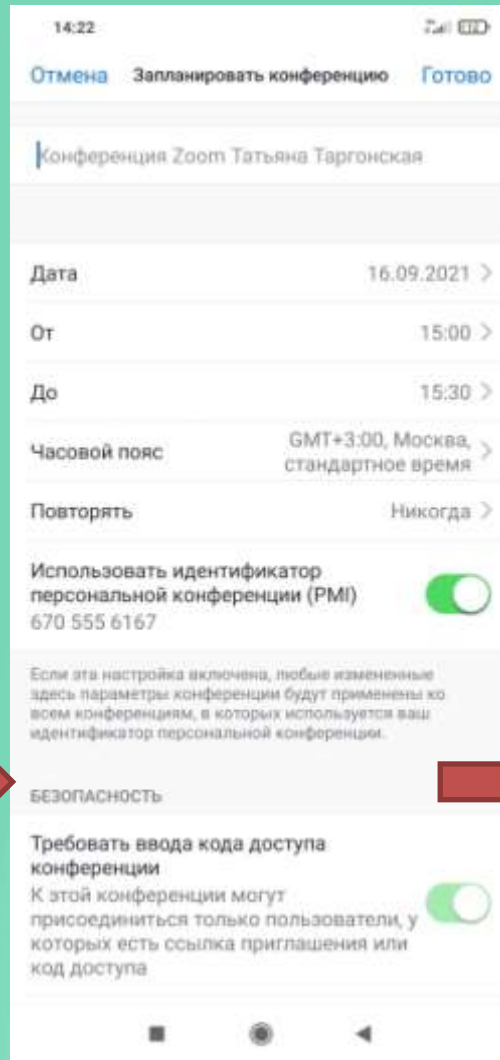 14:22
Отмена Запланировать конференцию Готово
Конференция Zoom Татьяна Таргонская
Дата 16.09.2021
От 15:00
До 15:30
Часовой пояс GMT+3:00, Москва, стандартное время
Повторять Никогда
Использовать идентификатор
персональной конференции (PMI)
670 555 6167
Если эта настройка включена, любые измененные
здесь параметры конференции будут применены ко
всем конференциям, в которых используется ваш
идентификатор персональной конференции.
БЕЗОПАСНОСТЬ
Требовать ввода кода доступа
конференции
К этой конференции могут
присоединиться только пользователи, у
которых есть ссылка приглашения или
код доступа